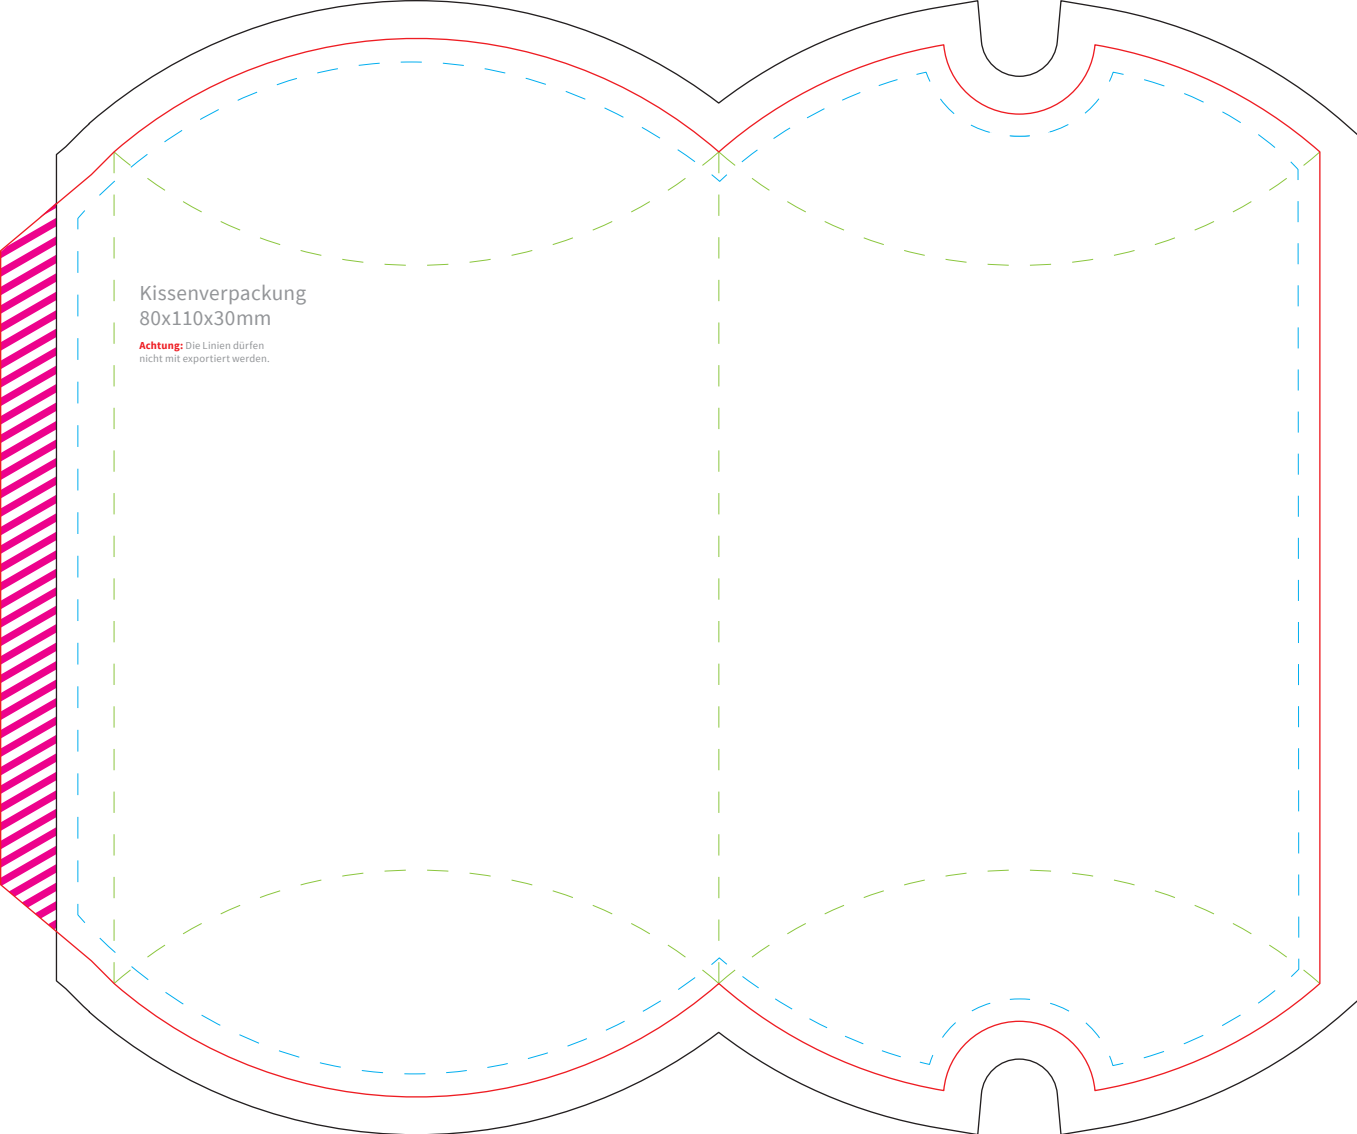 Kissenverpackung
80x110x30mm
Achtung: Die Linien dürfen
nicht mit exportiert werden.